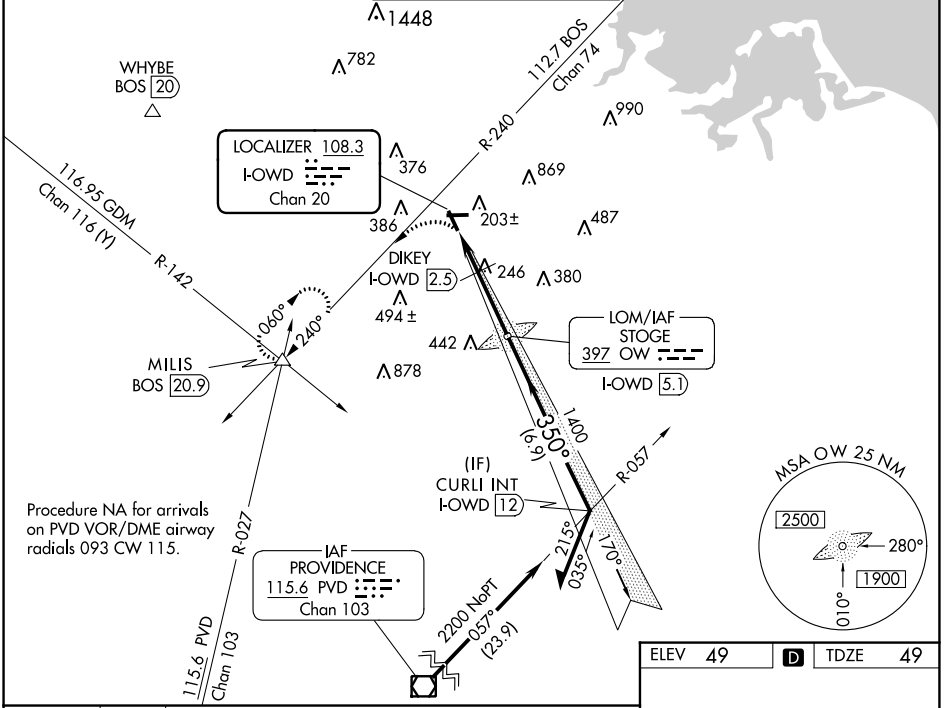 1448
782
WHYBE
BOS 20
112.7 BOS
Chan 74
R-240
990
LOCALIZER 108.3
I-OWD
Chan 20
376
869
116.95 GDM
Chan 116 (Y)
R-142
386
203±
487
DIKEY
I-OWD 2.5
246
380
060°
240°
494 ±
LOM/IAF
STOGE
397 OW
I-OWD 5.1
442
MILIS
BOS 20.9
878
1400
350°
(6.9)
R-057
(IF)
CURLI INT
I-OWD 12
MSA OW 25 NM
2500
280°
1900
010°
Procedure NA for arrivals
on PVD VOR/DME airway
radials 093 CW 115.
R-027
215°
035°
170°
IAF
PROVIDENCE
115.6 PVD
Chan 103
2200 NoPT
057°
(23.9)
115.6 PVD
Chan 103
ELEV 49 D TDZE 49